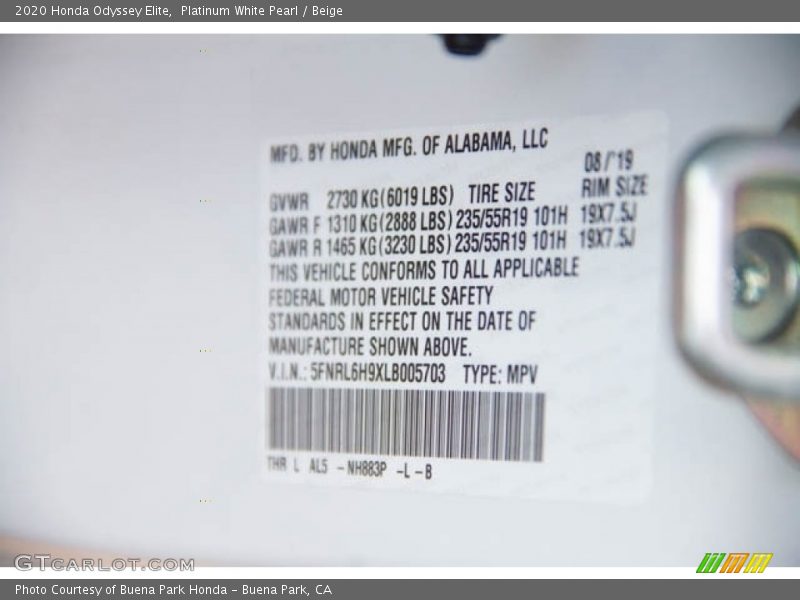 2020 Honda Odyssey Elite, Platinum White Pearl / Beige
MFD. BY HONDA MFG. OF ALABAMA, LLC
08/'19
GVWR 2730 KG(6019 LBS) TIRE SIZE RIM SIZE
GAWR F 1310 KG(2888 LBS) 235/55R19 101H 19X7.5J
GAWR R 1465 KG(3230 LBS) 235/55R19 101H 19X7.5J
THIS VEHICLE CONFORMS TO ALL APPLICABLE
FEDERAL MOTOR VEHICLE SAFETY
STANDARDS IN EFFECT ON THE DATE OF
MANUFACTURE SHOWN ABOVE.
V.I.N.: 5FNRL6H9XLB005703 TYPE: MPV
THR L AL5 -NH883P -L -B
GTCARLOT.COM
Photo Courtesy of Buena Park Honda - Buena Park, CA